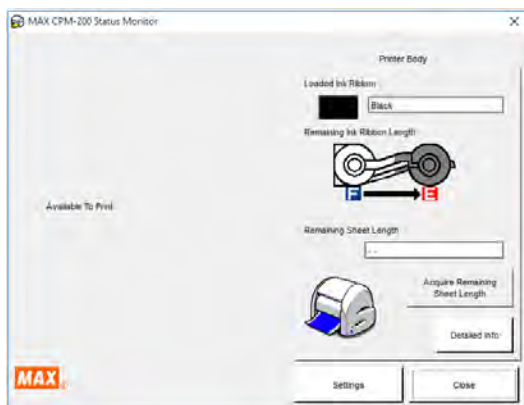 MAX CPM-200 Status Monitor
Printer Body
Loaded Ink Ribbon
Black
Remaining Ink Ribbon Length
F
E
Available To Print
Remaining Sheet Length
- -
Acquire Remaining
Sheet Length
Detailed Info
MAX
Settings
Close